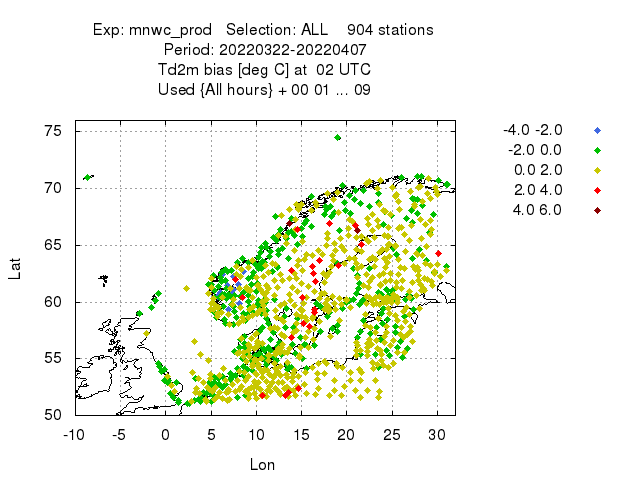 Exp: mnwc_prod   Selection: ALL    904 stations
Period: 20220322-20220407
Td2m bias [deg C] at  02 UTC
Used {All hours} + 00 01 ... 09
-4.0 -2.0
-2.0 0.0
0.0 2.0
2.0 4.0
4.0 6.0
75
70
65
60
55
50
Lat
-10 -5 0 5 10 15 20 25 30
Lon